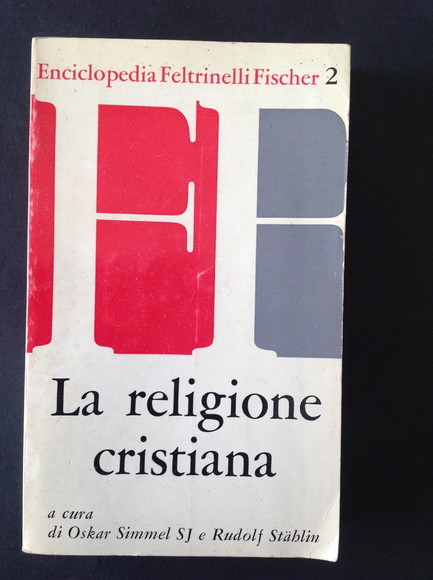 Enciclopedia Feltrinelli Fischer 2
La religione
cristiana
a cura
di Oskar Simmel SJ e Rudolf Stählin